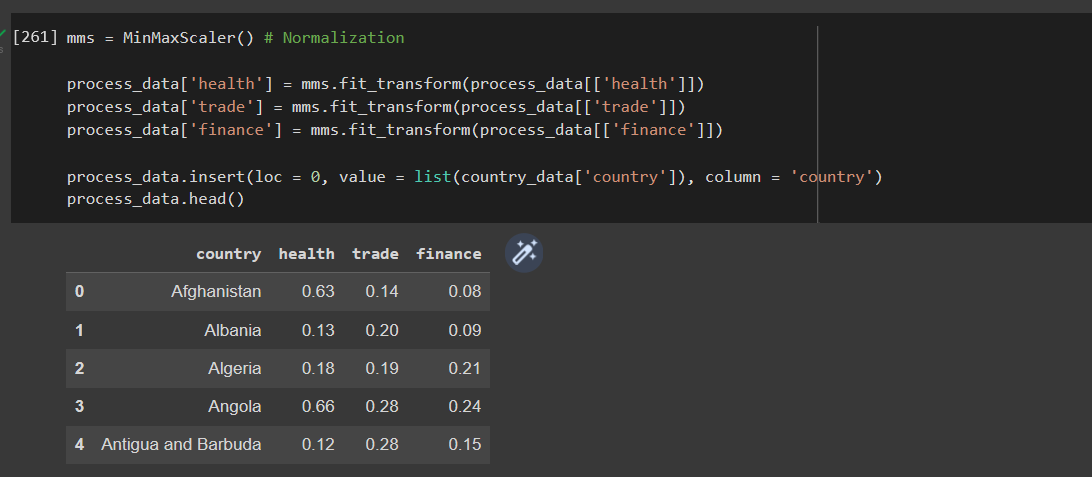 [261] mms = MinMaxScaler() # Normalization
process_data['health'] = mms.fit_transform(process_data[['health']])
process_data['trade'] = mms.fit_transform(process_data[['trade']])
process_data['finance'] = mms.fit_transform(process_data[['finance']])
process_data.insert(loc = 0, value = list(country_data['country']), column = 'country')
process_data.head()
country health trade finance
0 Afghanistan 0.63 0.14 0.08
1 Albania 0.13 0.20 0.09
2 Algeria 0.18 0.19 0.21
3 Angola 0.66 0.28 0.24
4 Antigua and Barbuda 0.12 0.28 0.15